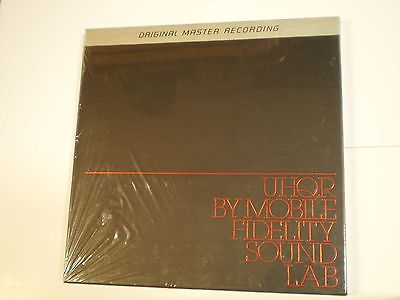 ORIGINAL MASTER RECORDING
UHQR
BY MOBILE
FIDELITY
SOUND
LAB